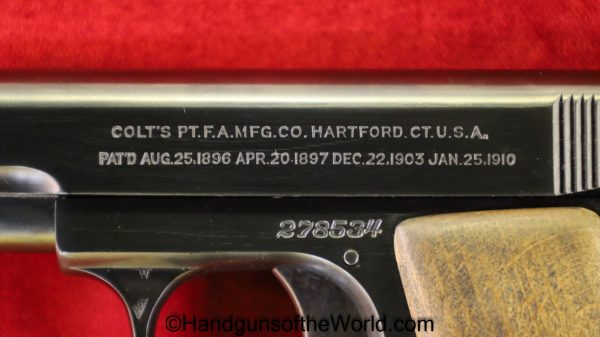 COLT'S PT.F.A.MFG.CO. HARTFORD.CT.U.S.A.
PAT'D AUG.25.1896 APR.20.1897 DEC.22.1903 JAN.25.1910
278534
©HandgunsoftheWorld.com